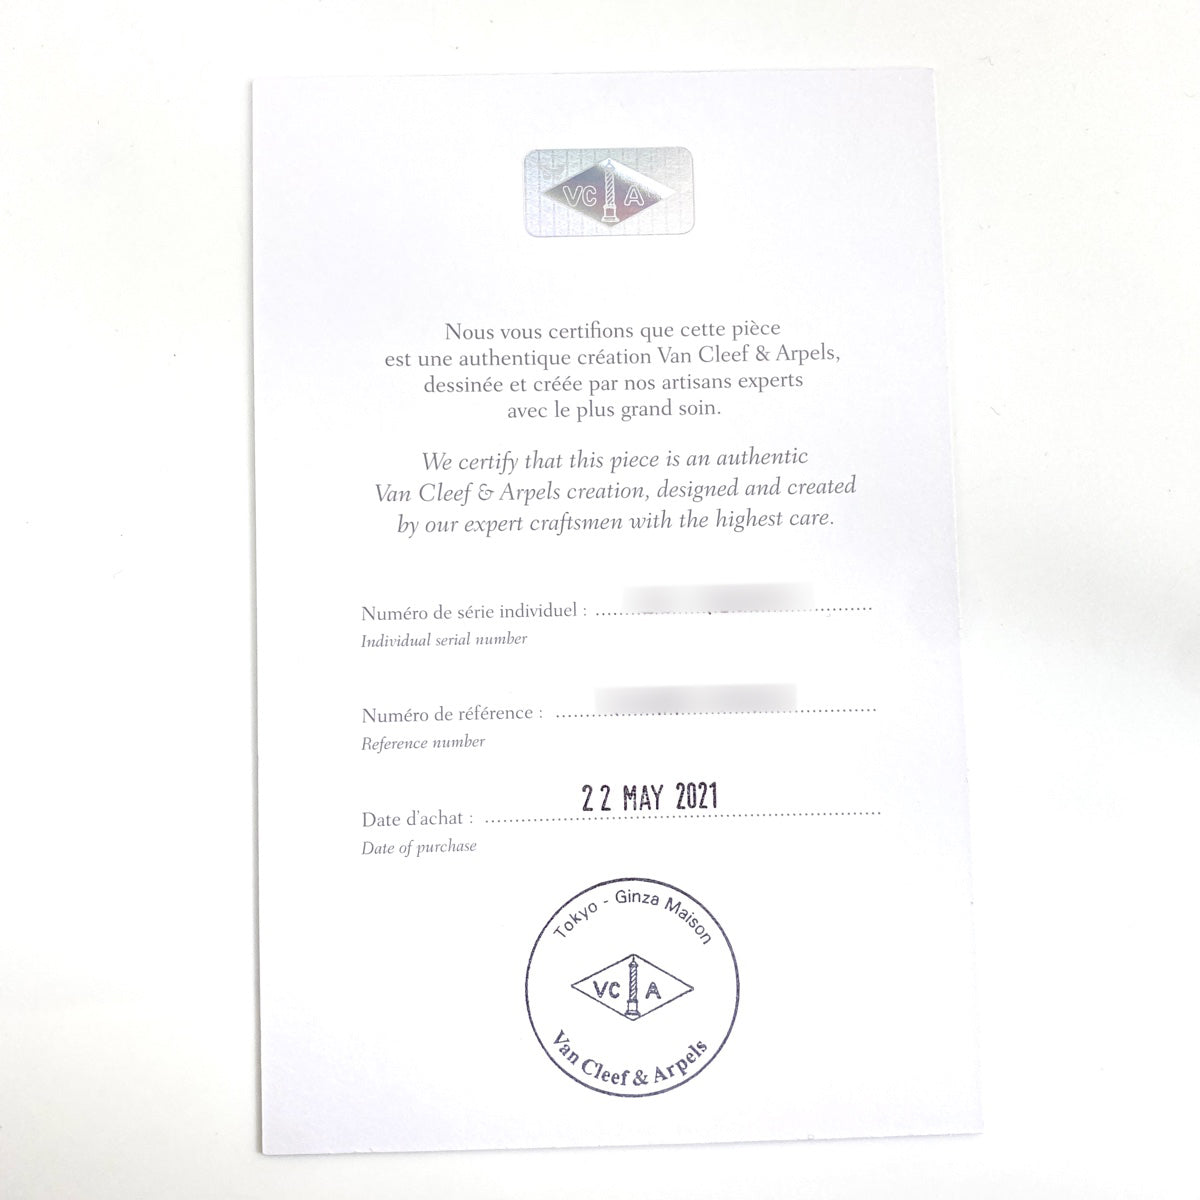 VC A
Nous vous certifions que cette pièce
est une authentique création Van Cleef & Arpels,
dessinée et créée par nos artisans experts
avec le plus grand soin.
We certify that this piece is an authentic
Van Cleef & Arpels creation, designed and created
by our expert craftsmen with the highest care.
Numéro de série individuel :
Individual serial number
Numéro de référence :
Reference number
22 MAY 2021
Date d'achat :
Date of purchase
Tokyo - Ginza Maison
VC A
Van Cleef & Arpels